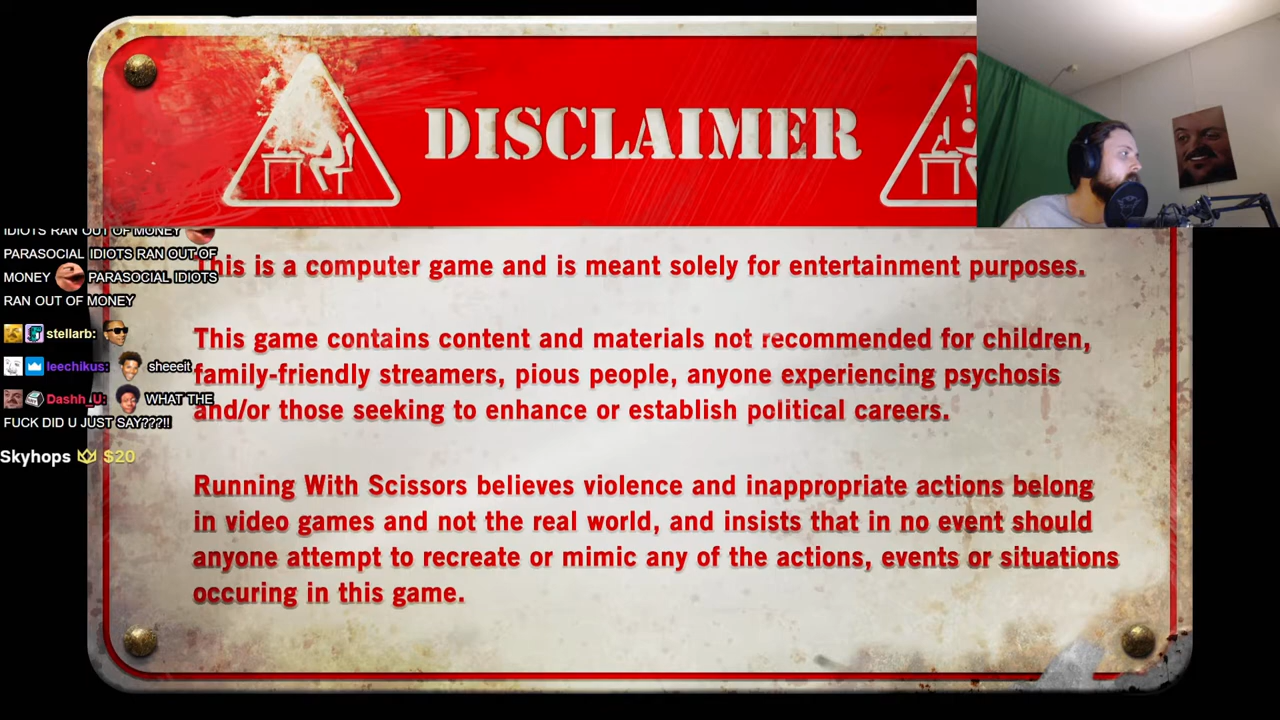 DISCLAIMER
This is a computer game and is meant solely for entertainment purposes.
This game contains content and materials not recommended for children,
family-friendly streamers, pious people, anyone experiencing psychosis
and/or those seeking to enhance or establish political careers.
Running With Scissors believes violence and inappropriate actions belong
in video games and not the real world, and insists that in no event should
anyone attempt to recreate or mimic any of the actions, events or situations
occuring in this game.
IDIOTS RAN OUT OF MONEY
PARASOCIAL IDIOTS RAN OUT OF
MONEY PARASOCIAL IDIOTS
RAN OUT OF MONEY
stellarb:
leechikus: sheeeit
Dashh_U: WHAT THE
FUCK DID U JUST SAY???!!
Skyhops $20